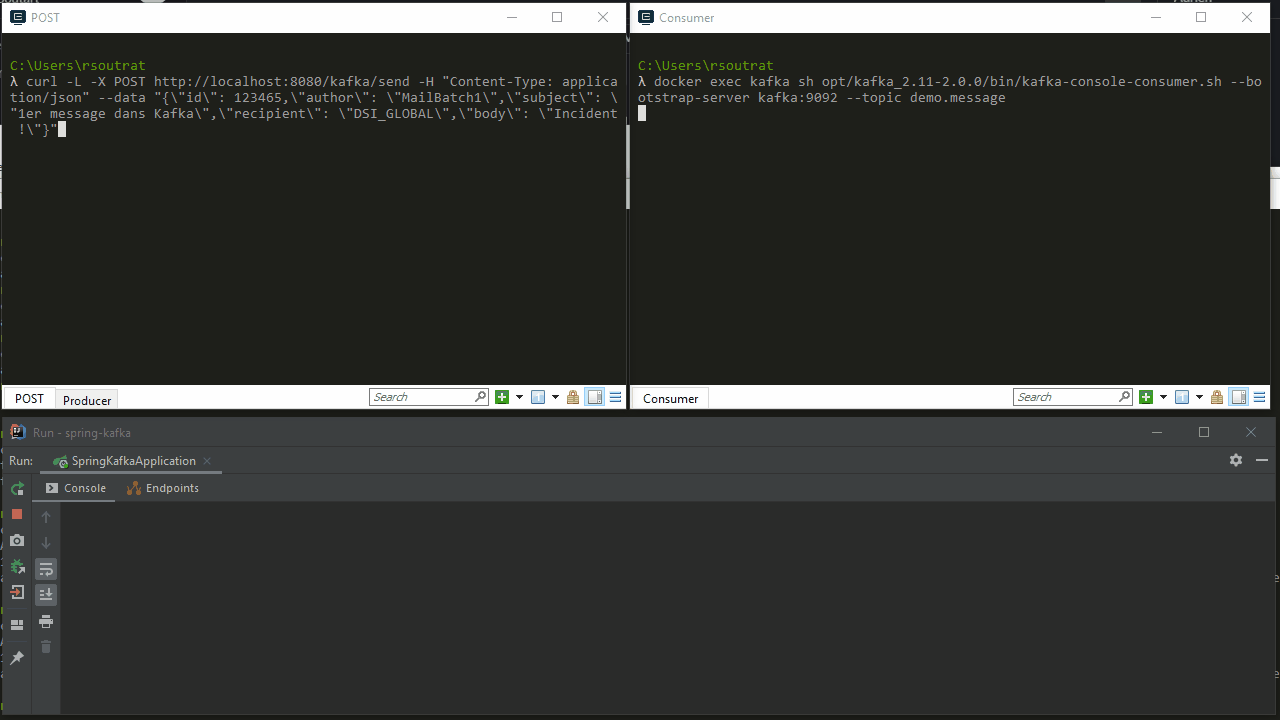 POST
C:\Users\rsoutrat
λ curl -L -X POST http://localhost:8080/kafka/send -H "Content-Type: applica
tion/json" --data "{\"id\": 123465,\"author\": \"MailBatch1\",\"subject\": \
"1er message dans Kafka\",\"recipient\": \"DSI_GLOBAL\",\"body\": \"Incident
!\"}"
POST
Producer
Search
Consumer
C:\Users\rsoutrat
λ docker exec kafka sh opt/kafka_2.11-2.0.0/bin/kafka-console-consumer.sh --bo
otstrap-server kafka:9092 --topic demo.message
Consumer
Search
Run - spring-kafka
Run:
SpringKafkaApplication
Console
Endpoints